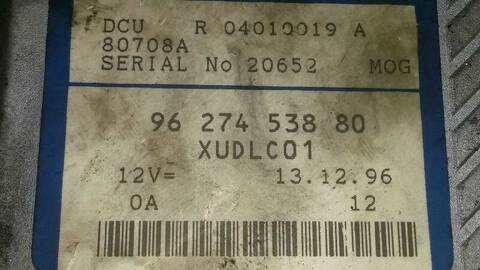 DCU R 04010019 A
80708A
SERIAL No 20652 MOG
96 274 538 80
XUDLC01
12V= 13.12.96
0A 12